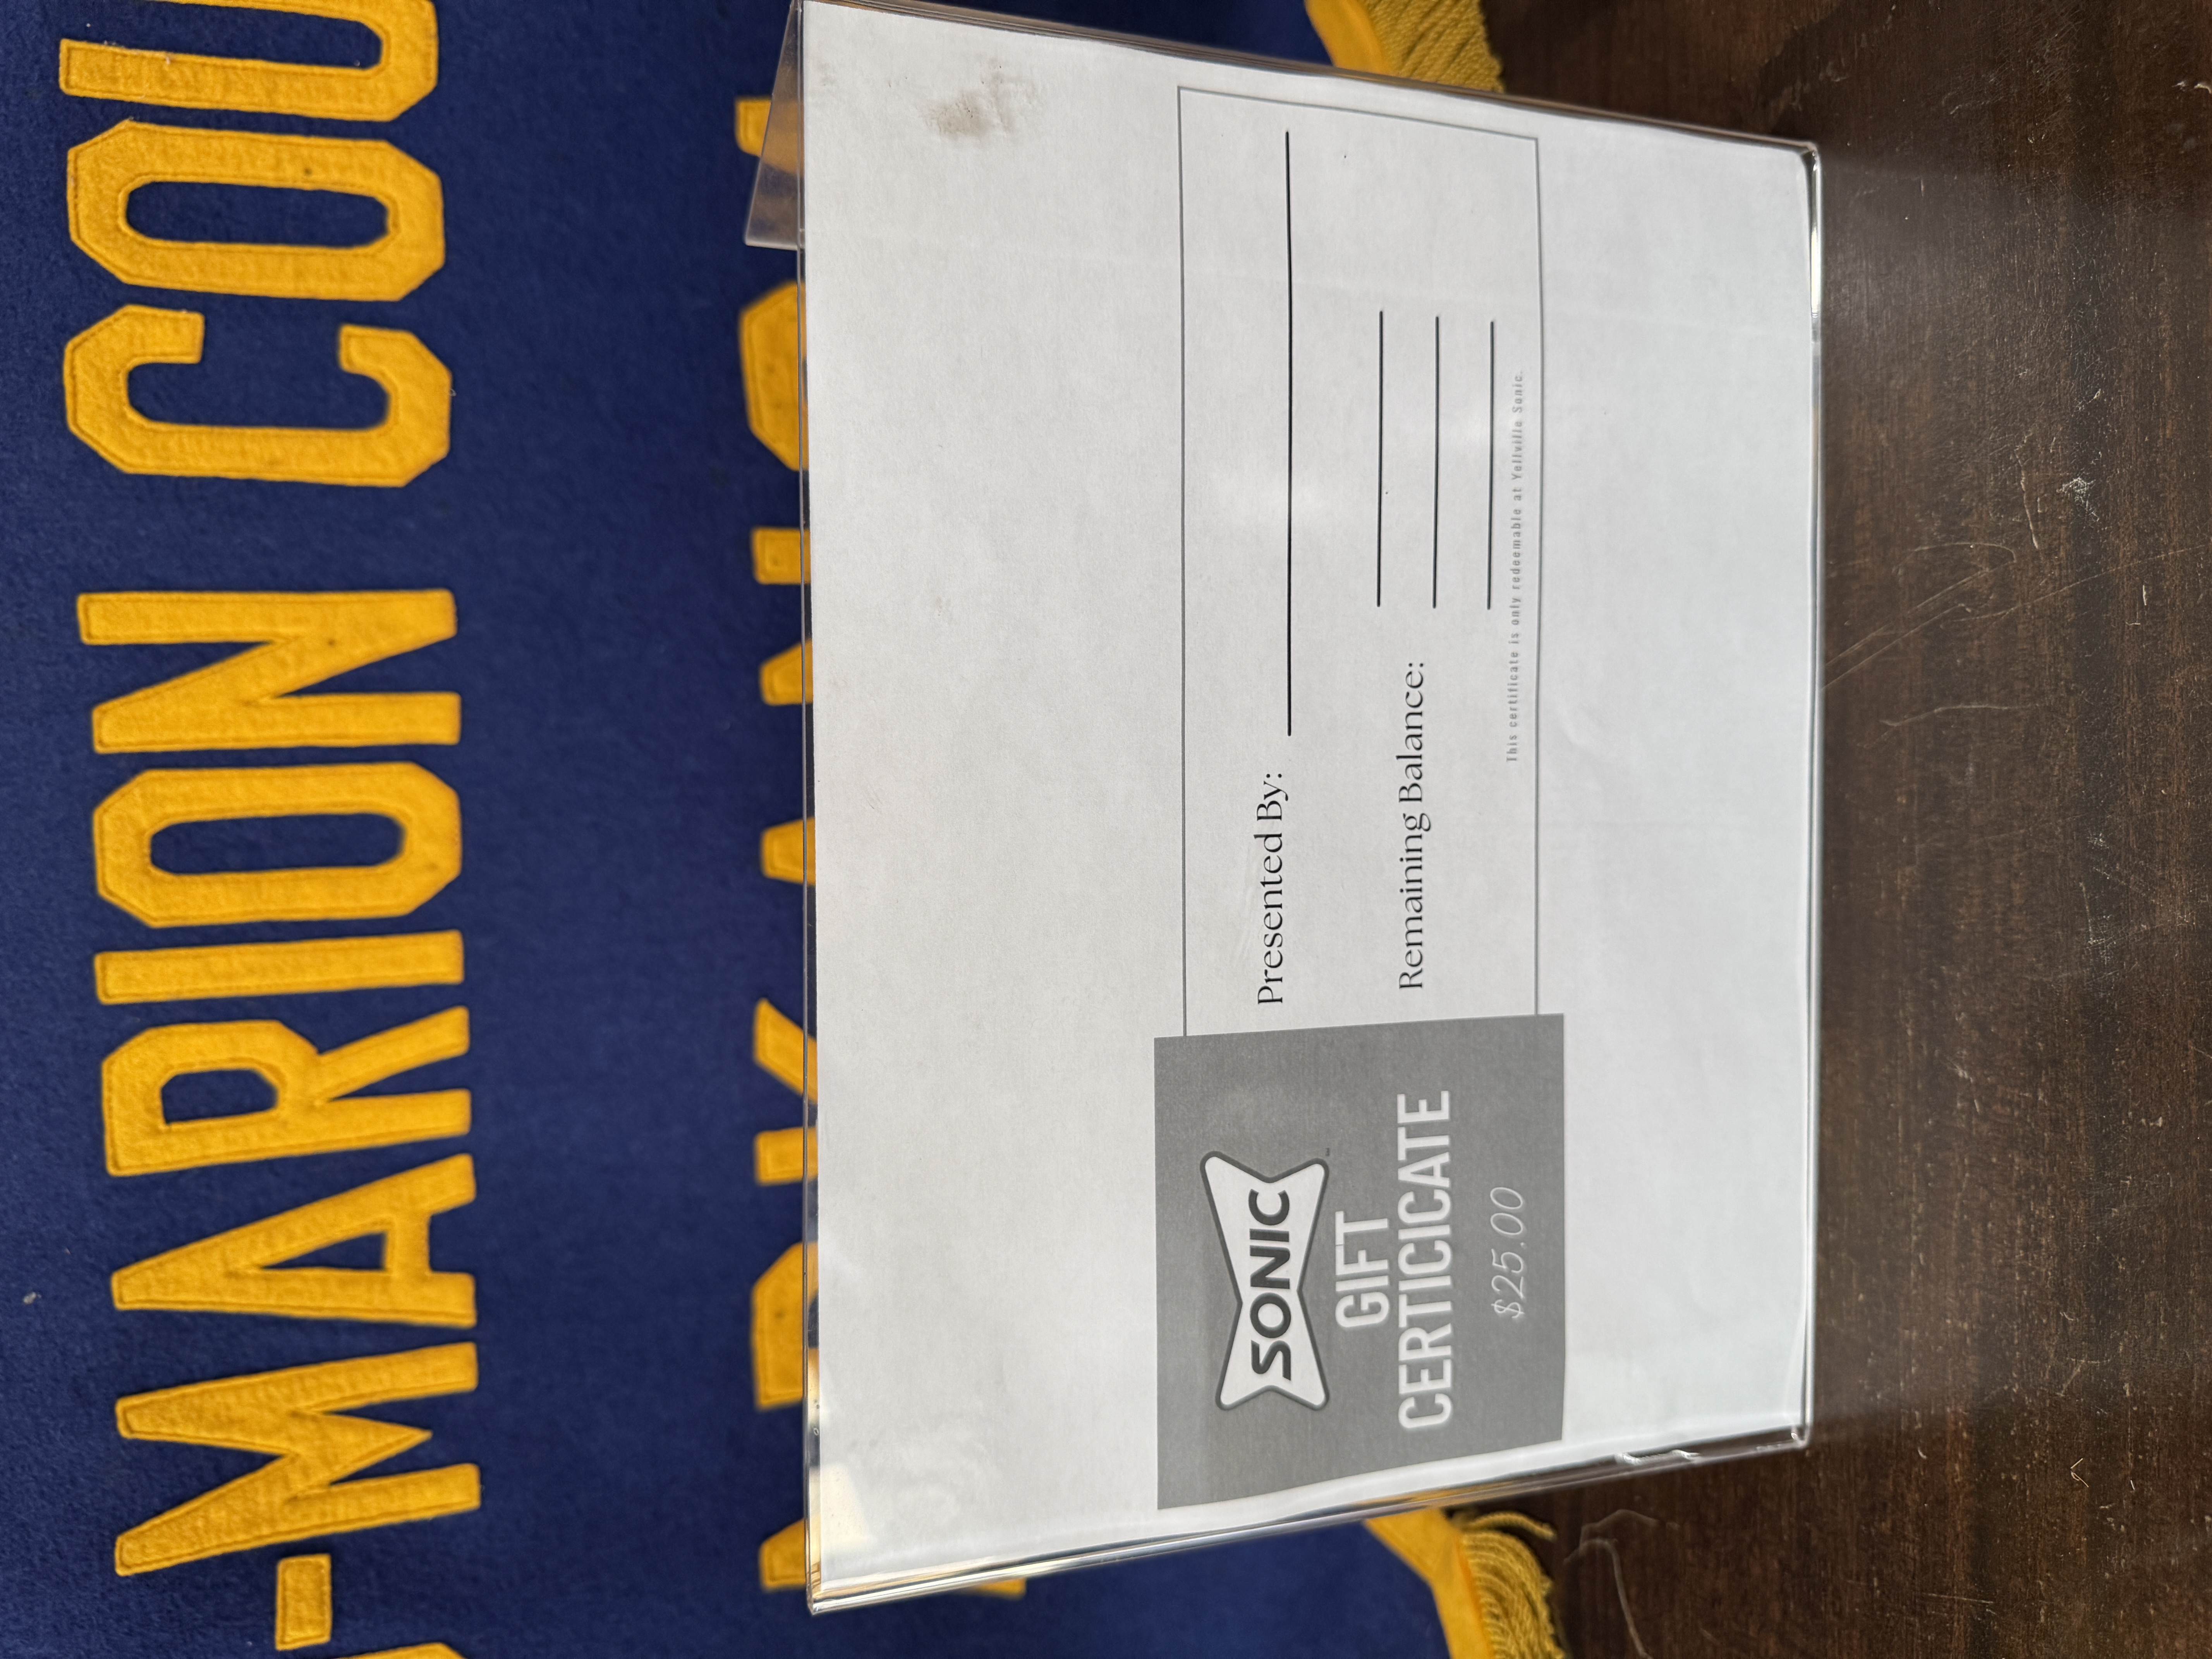 -MARION COU
SONIC
GIFT
CERTICICATE
$25.00
Presented By:
Remaining Balance:
This certificate is only redeemable at Yellville Sonic.